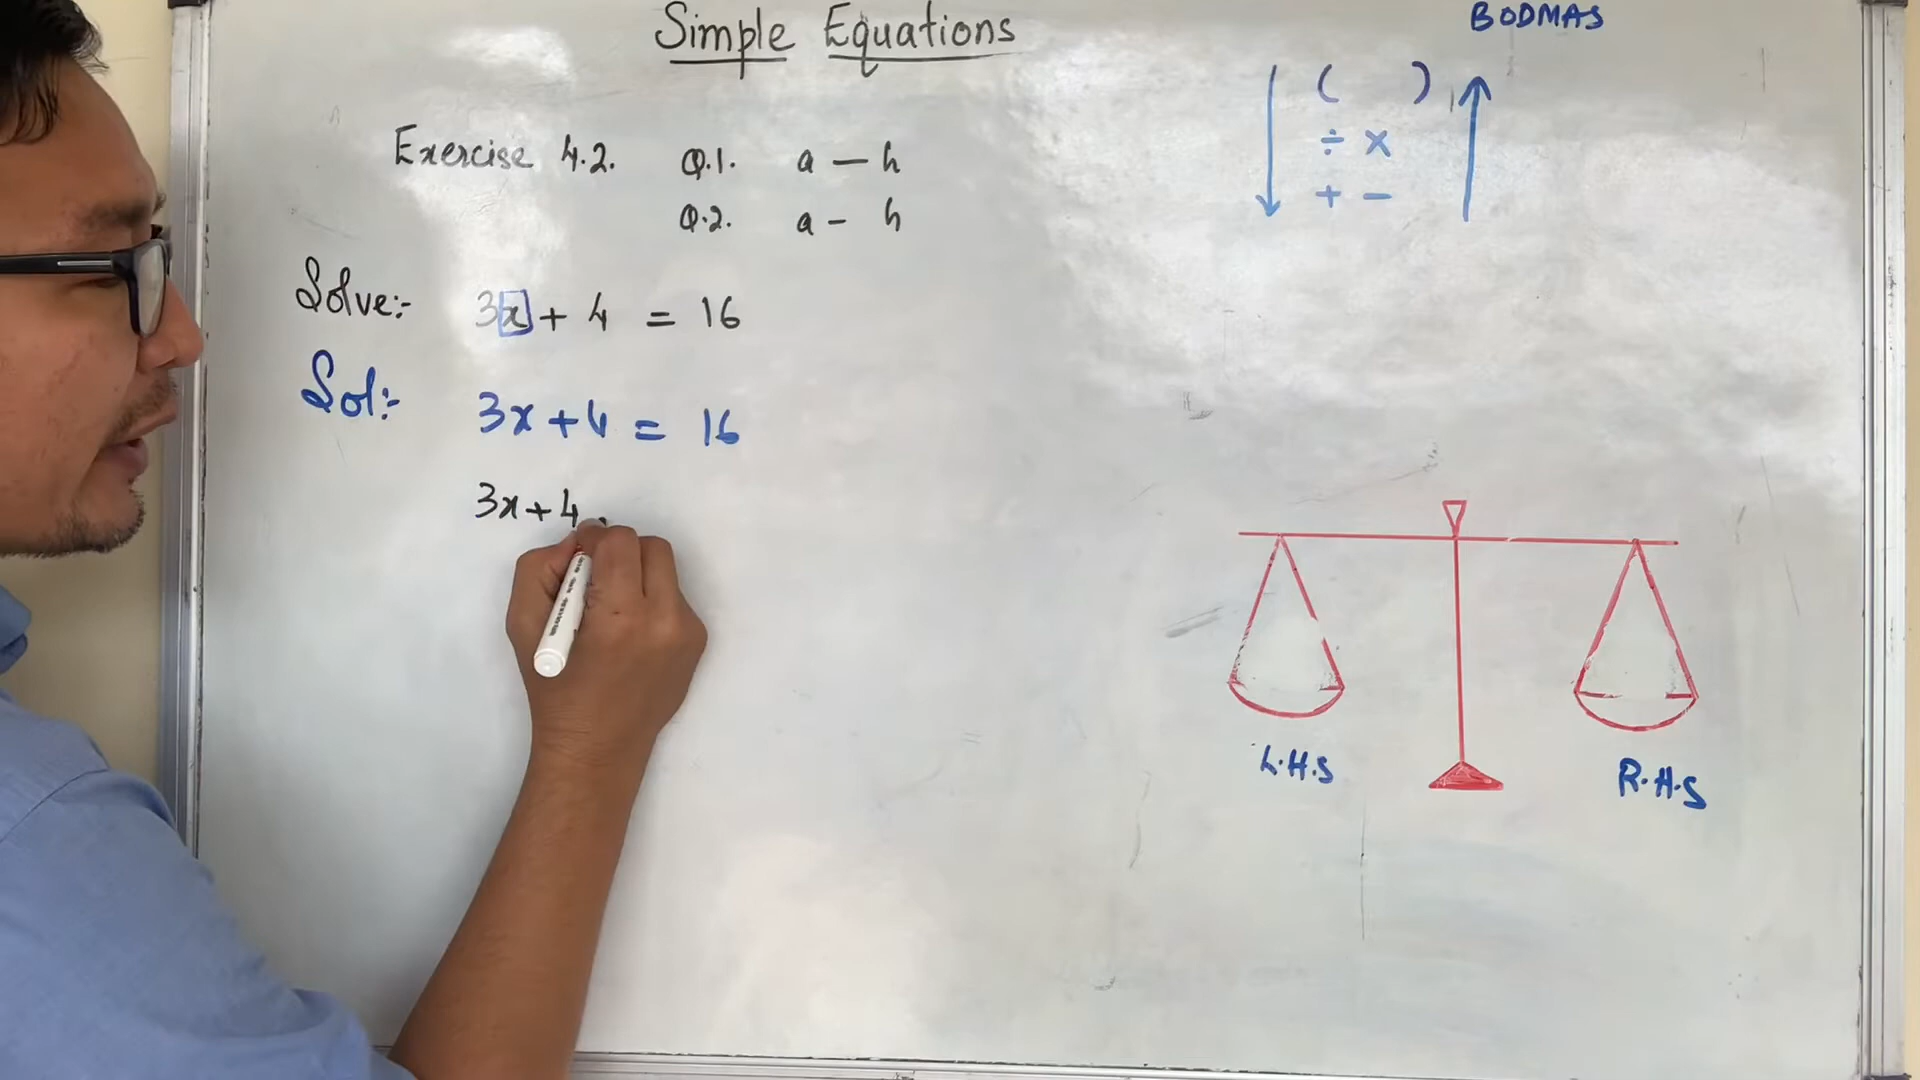 Simple Equations
BODMAS
( )
÷ ×
+ −
Exercise 4.2. Q.1. a — h
Q.2. a - h
Solve:- 3x + 4 = 16
Sol:- 3x + 4 = 16
3x + 4
L.H.S
R.H.S